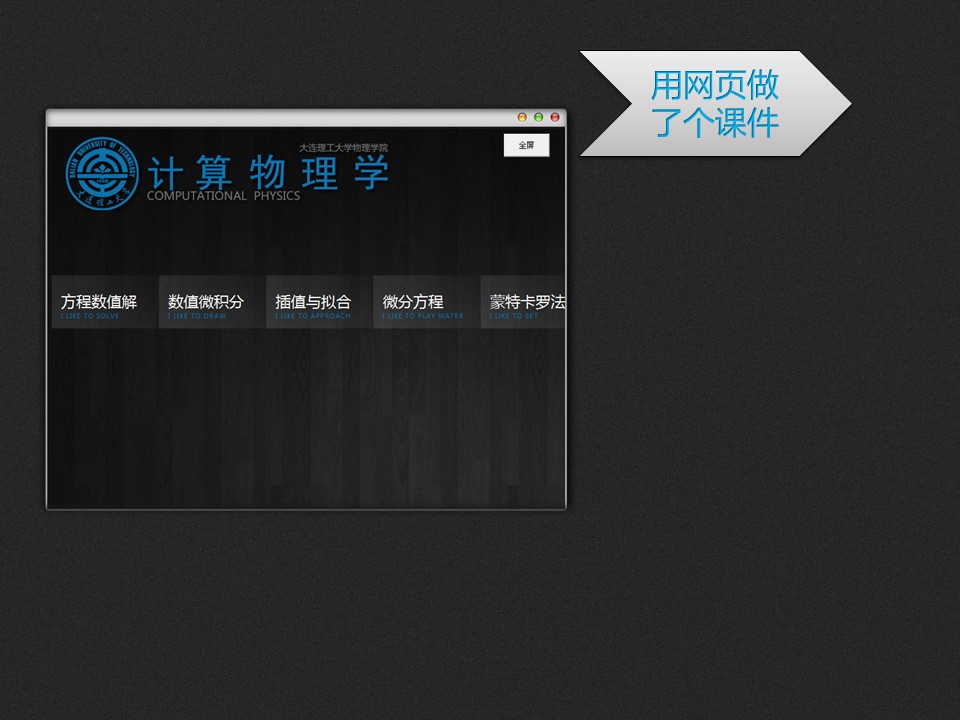 用网页做
了个课件
DALIAN UNIVERSITY OF TECHNOLOGY
大连理工大学
大连理工大学物理学院
计算物理学
COMPUTATIONAL PHYSICS
全屏
方程数值解
I LIKE TO SOLVE
数值微积分
I LIKE TO DRAW
插值与拟合
I LIKE TO APPROACH
微分方程
I LIKE TO PLAY WATER
蒙特卡罗法
I LIKE TO BET